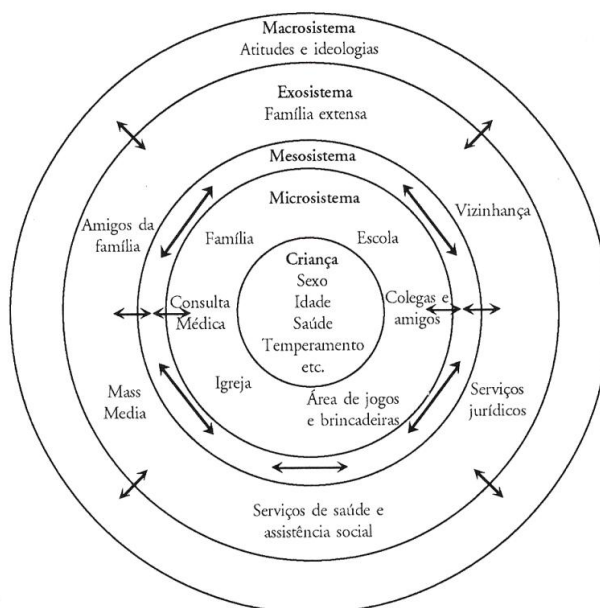 Macrosistema
Atitudes e ideologias
Exosistema
Família extensa
Mesosistema
Microsistema
Amigos da
família
Família
Escola
Vizinhança
Criança
Sexo
Idade
Saúde
Temperamento
etc.
Consulta
Médica
Colegas e
amigos
Igreja
Área de jogos
e brincadeiras
Mass
Media
Serviços
jurídicos
Serviços de saúde e
assistência social